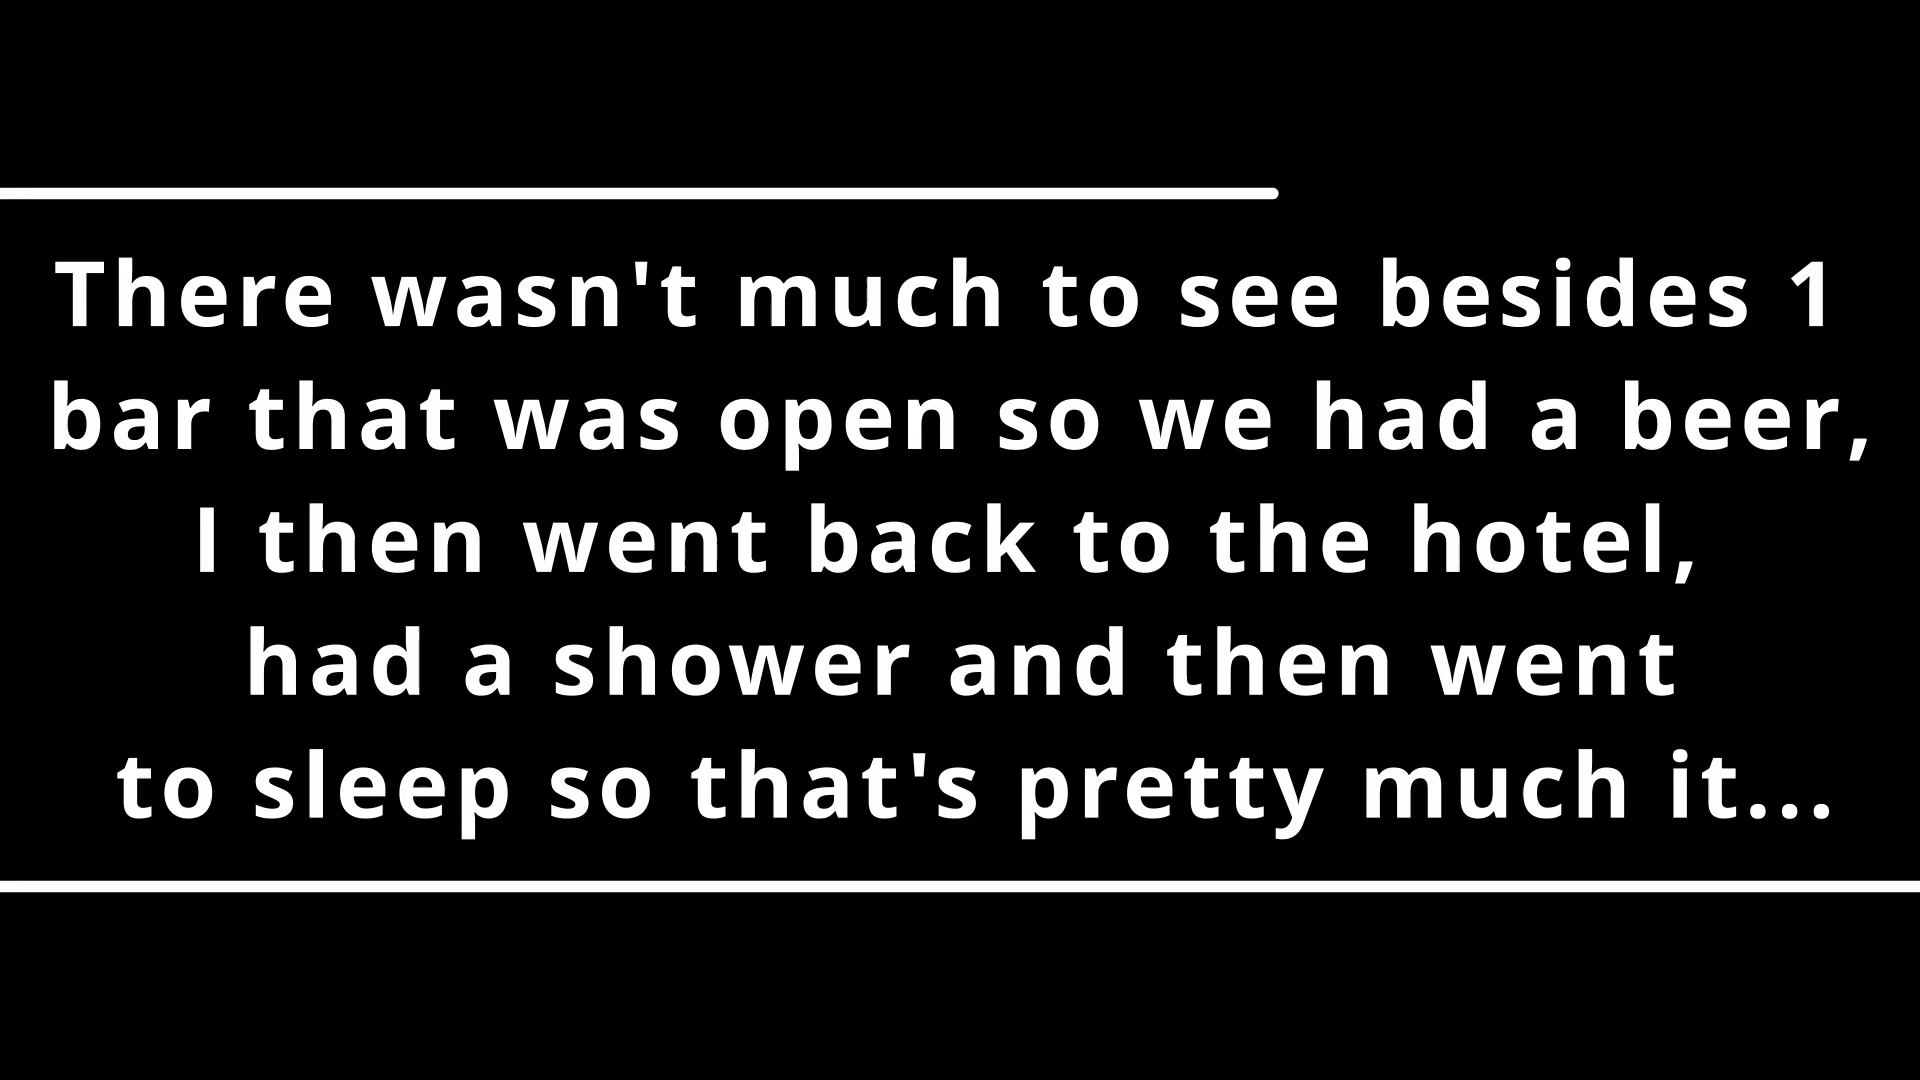 There wasn't much to see besides 1
bar that was open so we had a beer,
I then went back to the hotel,
had a shower and then went
to sleep so that's pretty much it...